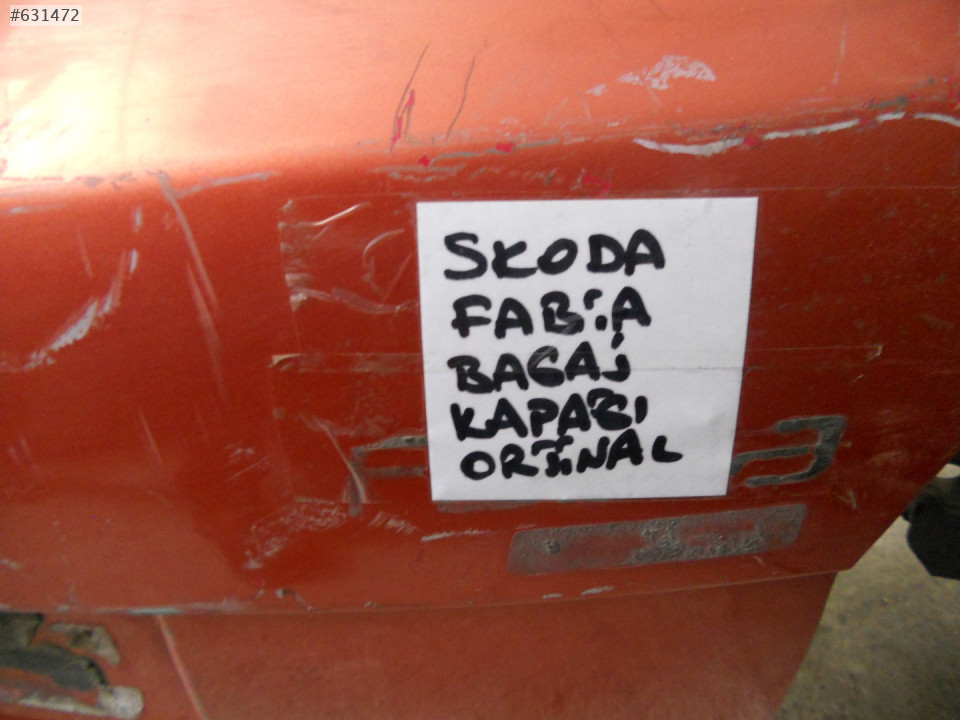 #631472
SKODA
FABİA
BAGAJ
KAPAĞI
ORJİNAL